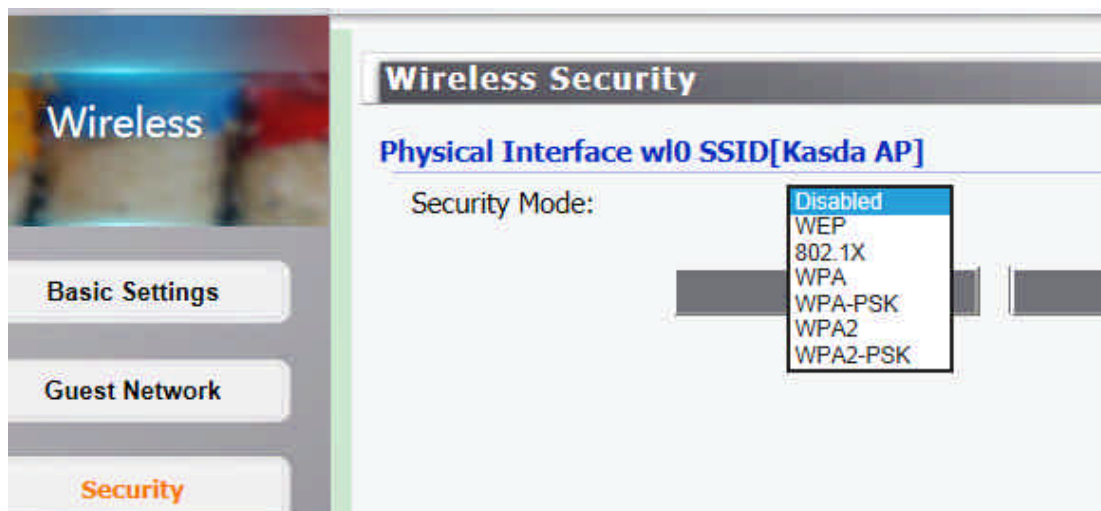 Wireless
Basic Settings
Guest Network
Security
Wireless Security
Physical Interface wl0 SSID[Kasda AP]
Security Mode:
Disabled
WEP
802.1X
WPA
WPA-PSK
WPA2
WPA2-PSK